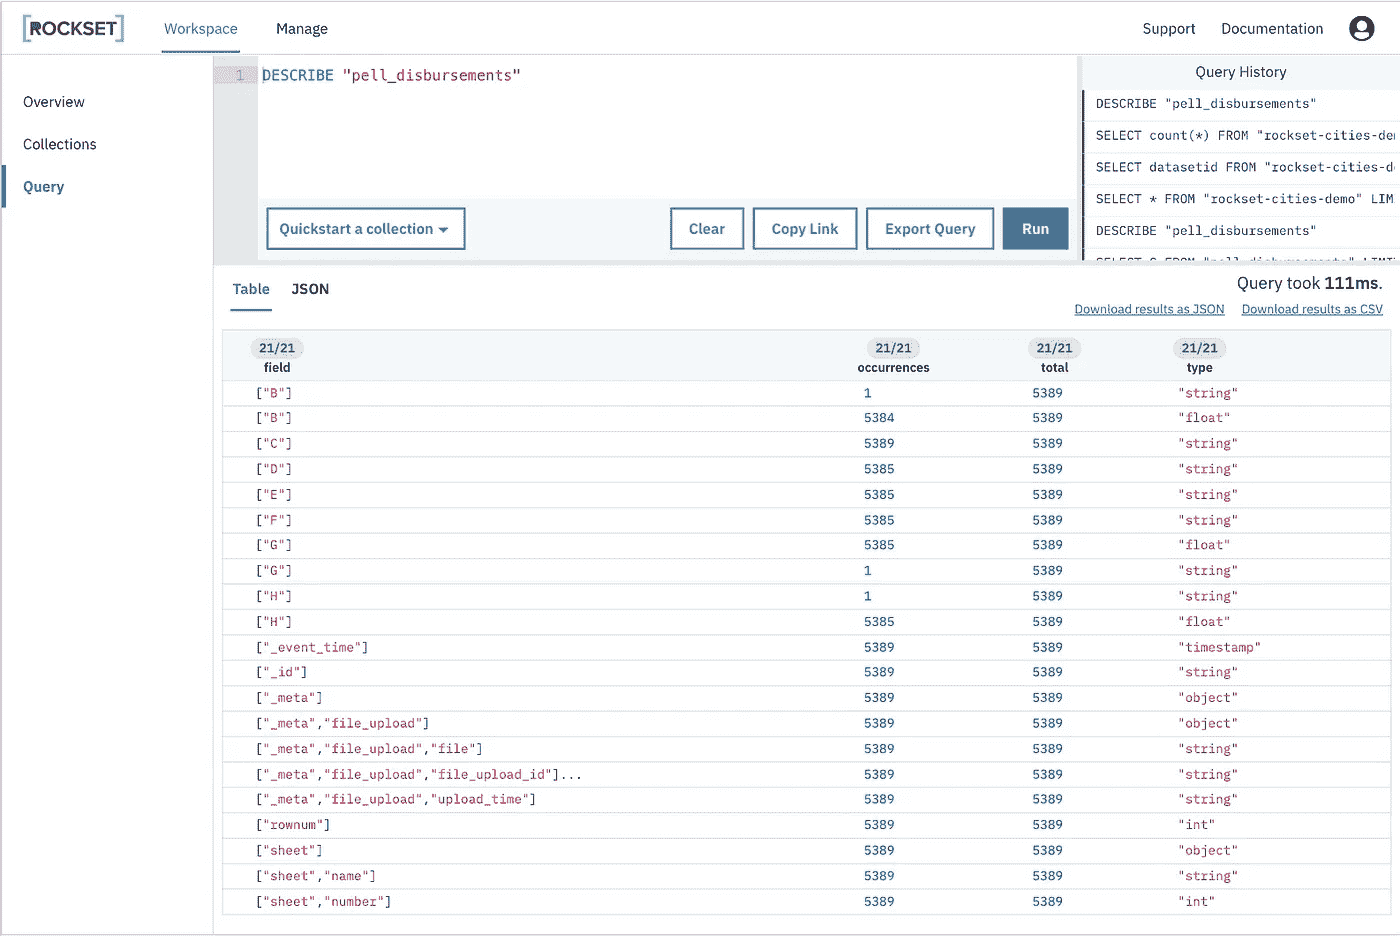 [ROCKSET]
Workspace
Manage
Support
Documentation
Overview
Collections
Query
1 DESCRIBE "pell_disbursements"
Quickstart a collection
Clear
Copy Link
Export Query
Run
Query History
DESCRIBE "pell_disbursements"
SELECT count(*) FROM "rockset-cities-de
SELECT datasetid FROM "rockset-cities-d
SELECT * FROM "rockset-cities-demo" LIM
DESCRIBE "pell_disbursements"
Table
JSON
Query took 111ms.
Download results as JSON
Download results as CSV
21/21 21/21 21/21 21/21
field occurrences total type
["B"] 1 5389 "string"
["B"] 5384 5389 "float"
["C"] 5389 5389 "string"
["D"] 5385 5389 "string"
["E"] 5385 5389 "string"
["F"] 5385 5389 "string"
["G"] 5385 5389 "float"
["G"] 1 5389 "string"
["H"] 1 5389 "string"
["H"] 5385 5389 "float"
["_event_time"] 5389 5389 "timestamp"
["_id"] 5389 5389 "string"
["_meta"] 5389 5389 "object"
["_meta","file_upload"] 5389 5389 "object"
["_meta","file_upload","file"] 5389 5389 "string"
["_meta","file_upload","file_upload_id"]... 5389 5389 "string"
["_meta","file_upload","upload_time"] 5389 5389 "string"
["rownum"] 5389 5389 "int"
["sheet"] 5389 5389 "object"
["sheet","name"] 5389 5389 "string"
["sheet","number"] 5389 5389 "int"